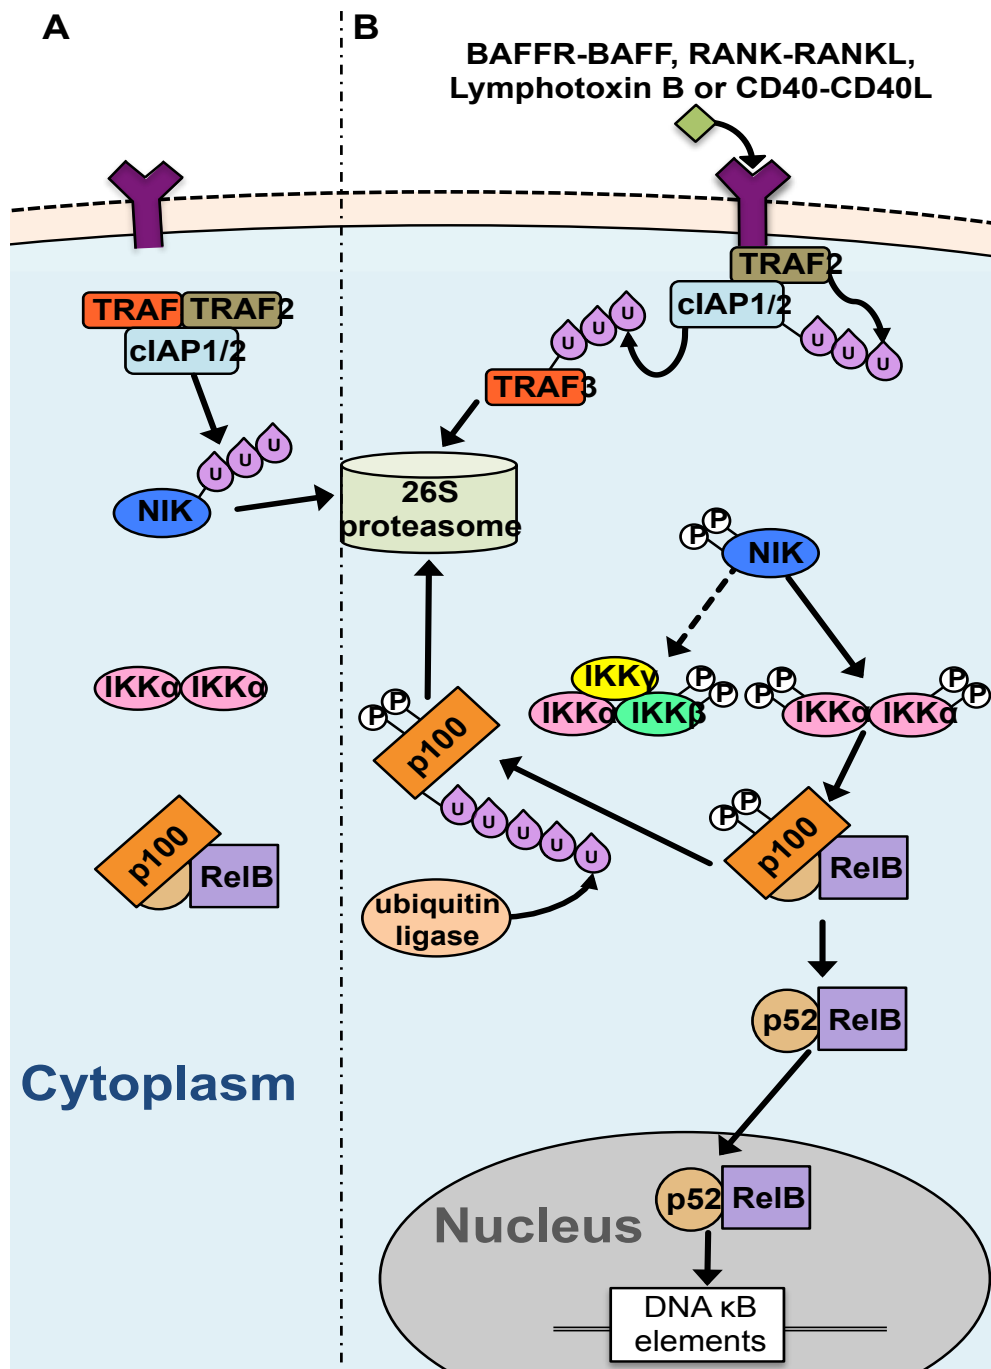 A
B
BAFFR-BAFF, RANK-RANKL,
Lymphotoxin B or CD40-CD40L
TRAF
TRAF2
cIAP1/2
U
U
U
NIK
IKKα
IKKα
p100
RelB
Cytoplasm
TRAF2
cIAP1/2
U
U
U
U
U
U
TRAF3
26S
proteasome
P
P
NIK
IKKγ
IKKα
IKKβ
P
P
P
P
IKKα
IKKα
P
P
P
P
p100
U
U
U
U
U
ubiquitin
ligase
P
P
p100
RelB
p52
RelB
Nucleus
p52
RelB
DNA κB
elements